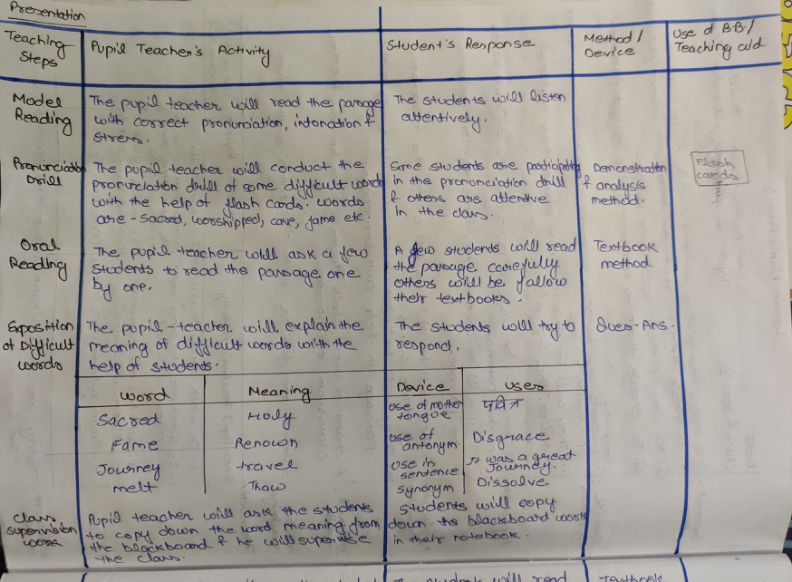 Presentation
Teaching Steps
Pupil Teacher's Activity
Student's Response
Method / Device
Use of BB / Teaching aid
Model Reading
The pupil teacher will read the passage
with correct pronunciation, intonation &
stress.
The students will listen
attentively.
Pronunciation Drill
The pupil teacher will conduct the
pronunciation drill of some difficult words
with the help of flash cards. words
are - Sacred, worshipped, cave, fame etc.
Some students are participating
in the pronunciation drill
& others are attentive
in the class.
Demonstration
& analysis
method.
Flash
cards
Oral Reading
The pupil teacher will ask a few
students to read the passage one
by one.
A few students will read
the passage carefully
others will be follow
their textbooks.
Textbook
method
Exposition
of Difficult
words
The pupil-teacher will explain the
meaning of difficult words with the
help of students.
The students will try to
respond.
Ques-Ans.
word Meaning Device uses
Sacred Holy use of mother tongue पवित्र
Fame Renown use of antonym Disgrace
Journey travel use in sentence It was a great Journey.
melt Thaw synonym Dissolve
Class
supervision
work
Pupil teacher will ask the students
to copy down the word meaning from
the blackboard & he will supervise
the class.
students will copy
down the blackboard work
in their notebook.